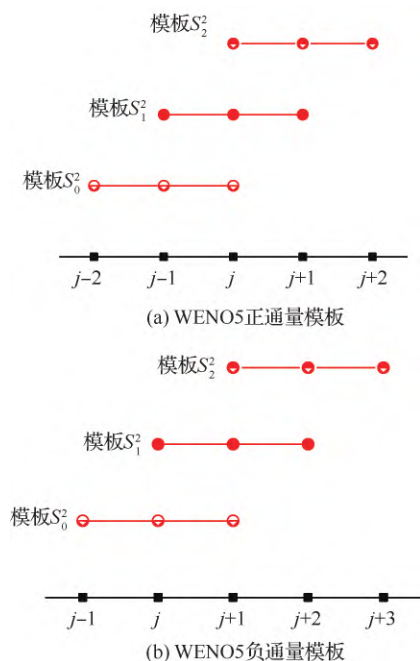 模板S₂²
模板S₁²
模板S₀²
j−2 j−1 j j+1 j+2
(a) WENO5正通量模板
模板S₂²
模板S₁²
模板S₀²
j−1 j j+1 j+2 j+3
(b) WENO5负通量模板